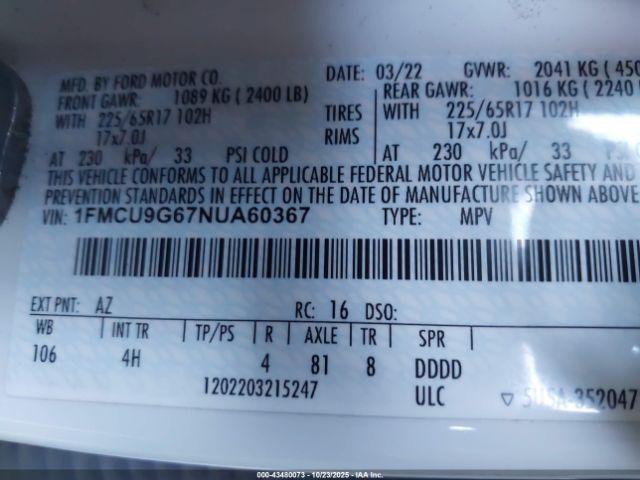 MFD. BY FORD MOTOR CO.
DATE: 03/22 GVWR: 2041 KG ( 450
FRONT GAWR: 1089 KG ( 2400 LB)
REAR GAWR: 1016 KG ( 2240
WITH 225/65R17 102H TIRES WITH 225/65R17 102H
17x7.0J RIMS 17x7.0J
AT 230 kPa/ 33 PSI COLD AT 230 kPa/ 33 PSI CO
THIS VEHICLE CONFORMS TO ALL APPLICABLE FEDERAL MOTOR VEHICLE SAFETY AN
PREVENTION STANDARDS IN EFFECT ON THE DATE OF MANUFACTURE SHOWN
VIN: 1FMCU9G67NUA60367 TYPE: MPV
EXT PNT: AZ RC: 16 DSO:
WB INT TR TP/PS R AXLE TR SPR
106 4H 4 81 8 DDDD
1202203215247 ULC
000-43480073 - 10/23/2025 - IAA Inc.